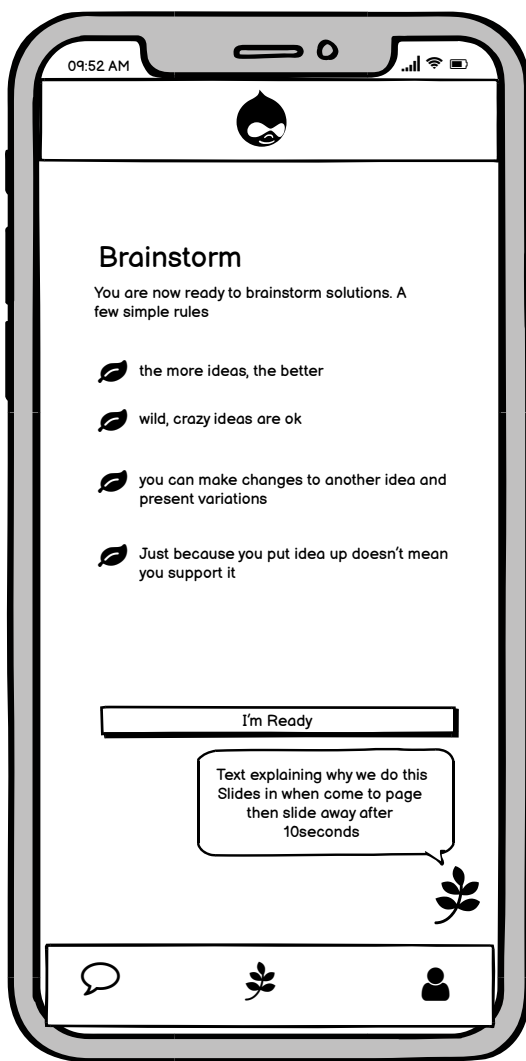 09:52 AM
Brainstorm
You are now ready to brainstorm solutions. A
few simple rules
the more ideas, the better
wild, crazy ideas are ok
you can make changes to another idea and
present variations
Just because you put idea up doesn't mean
you support it
I'm Ready
Text explaining why we do this
Slides in when come to page
then slide away after
10seconds